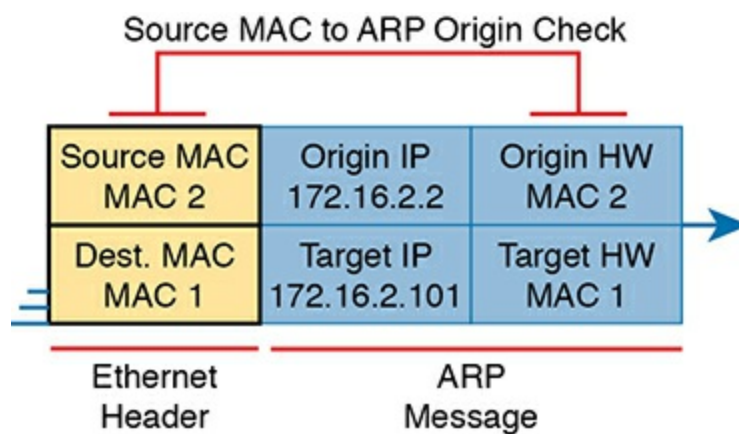 Source MAC to ARP Origin Check
Source MAC
MAC 2
Origin IP
172.16.2.2
Origin HW
MAC 2
Dest. MAC
MAC 1
Target IP
172.16.2.101
Target HW
MAC 1
Ethernet
Header
ARP
Message